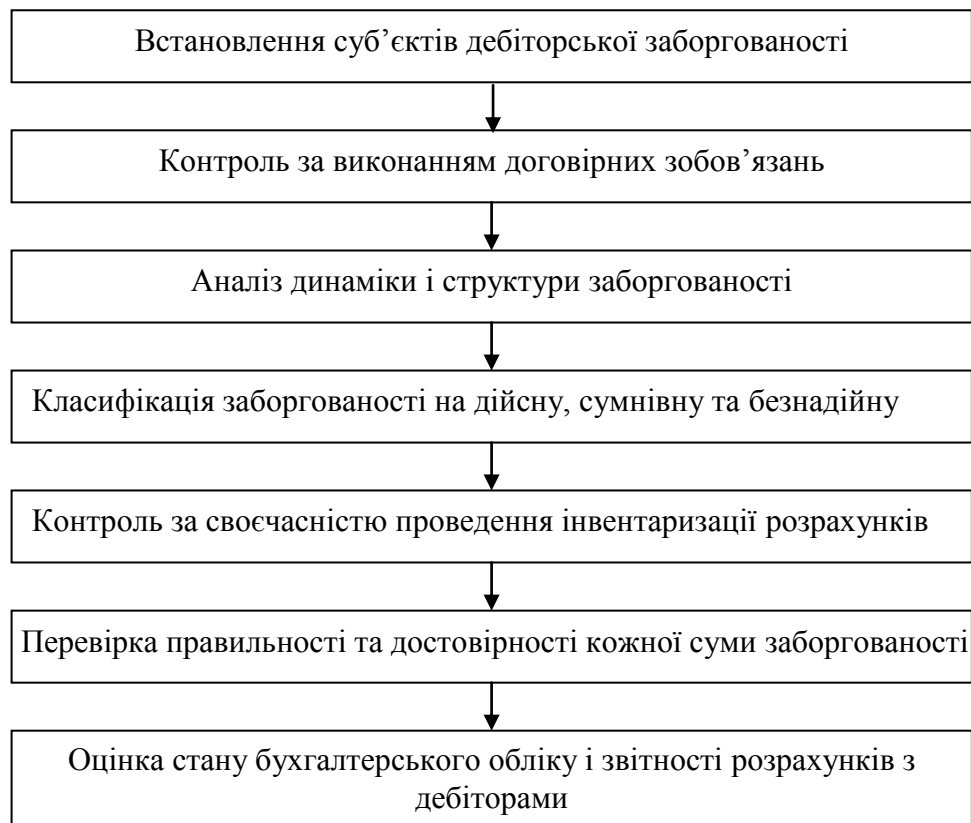 Встановлення суб’єктів дебіторської заборгованості
Контроль за виконанням договірних зобов’язань
Аналіз динаміки і структури заборгованості
Класифікація заборгованості на дійсну, сумнівну та безнадійну
Контроль за своєчасністю проведення інвентаризації розрахунків
Перевірка правильності та достовірності кожної суми заборгованості
Оцінка стану бухгалтерського обліку і звітності розрахунків з
дебіторами